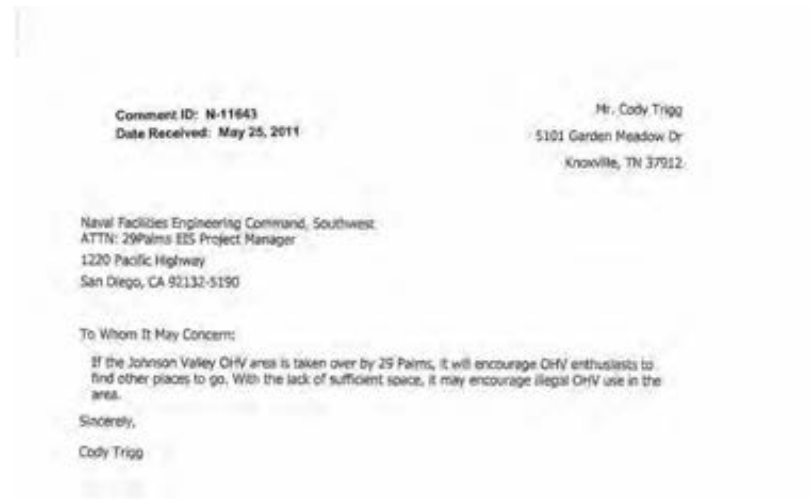 Comment ID: N-11643
Date Received: May 25, 2011
Mr. Cody Trigg
5101 Garden Meadow Dr
Knoxville, TN 37912
Naval Facilities Engineering Command, Southwest
ATTN: 29Palms EIS Project Manager
1220 Pacific Highway
San Diego, CA 92132-5190
To Whom It May Concern:
If the Johnson Valley OHV area is taken over by 29 Palms, it will encourage OHV enthusiasts to
find other places to go. With the lack of sufficient space, it may encourage illegal OHV use in the
area.
Sincerely,
Cody Trigg